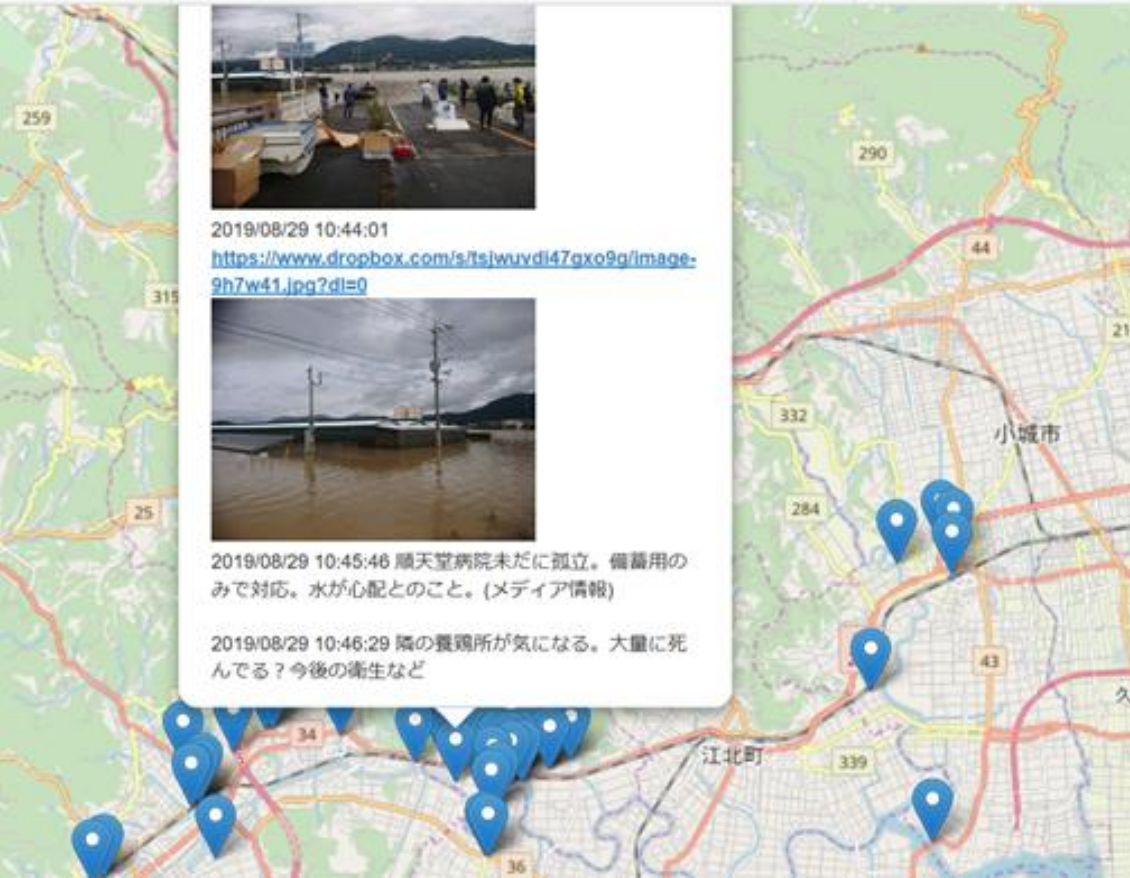 2019/08/29 10:44:01
https://www.dropbox.com/s/tsjwuvdl47gxo9g/image-
9h7w41.jpg?dl=0
2019/08/29 10:45:46 順天堂病院未だに孤立。備蓄用の
みで対応。水が心配とのこと。(メディア情報)
2019/08/29 10:46:29 隣の養鶏所が気になる。大量に死
んでる？今後の衛生など
259
290
44
315
21
332
小城市
284
25
43
34
江北町
339
久
36